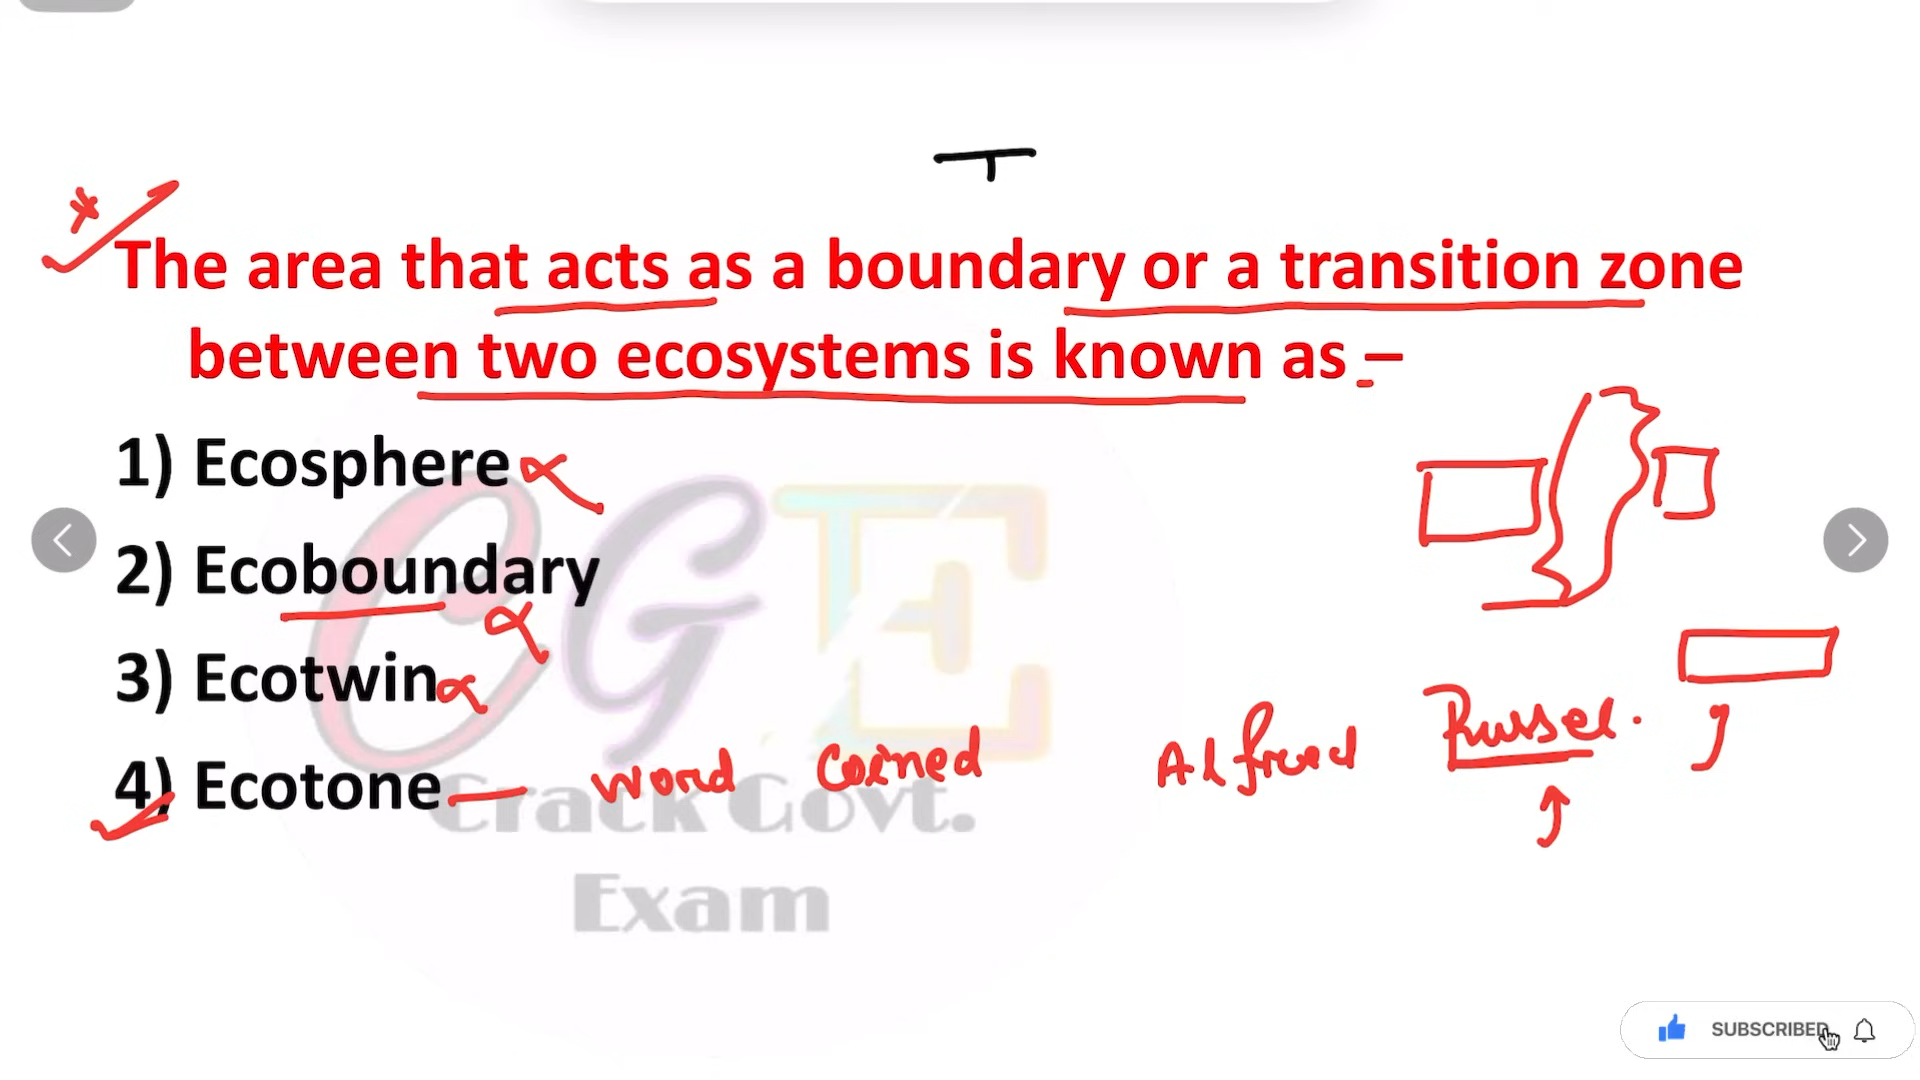 The area that acts as a boundary or a transition zone
between two ecosystems is known as –
1) Ecosphere
2) Ecoboundary
3) Ecotwin
4) Ecotone — word coined Alfred Russel.
CGE
Crack Govt.
Exam
SUBSCRIBED